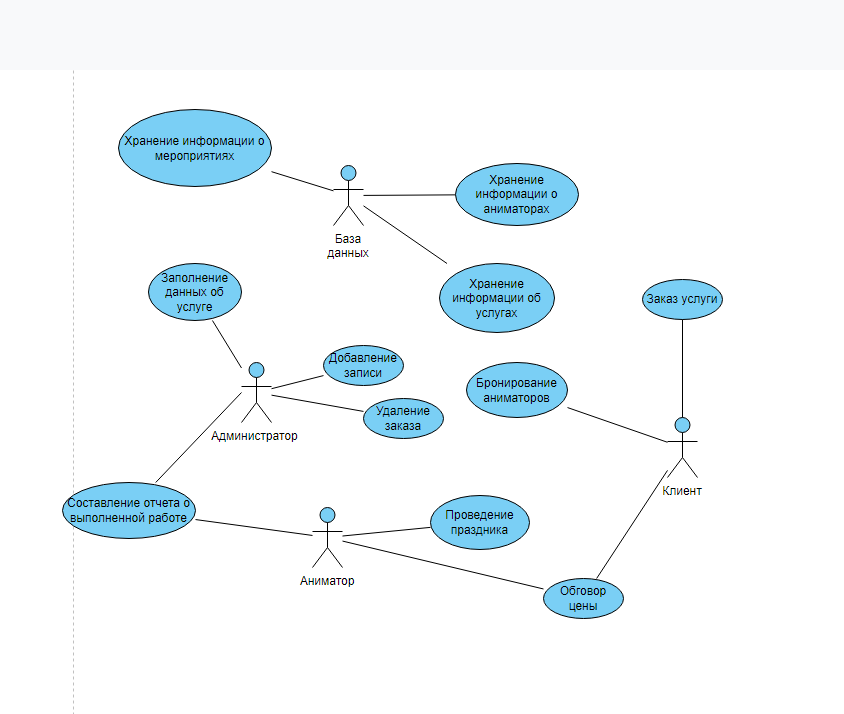 Хранение информации о
мероприятиях
Хранение
информации о
аниматорах
База
данных
Хранение
информации об
услугах
Заполнение
данных об
услуге
Заказ услуги
Добавление
записи
Бронирование
аниматоров
Удаление
заказа
Администратор
Клиент
Составление отчета о
выполненной работе
Проведение
праздника
Аниматор
Обговор
цены